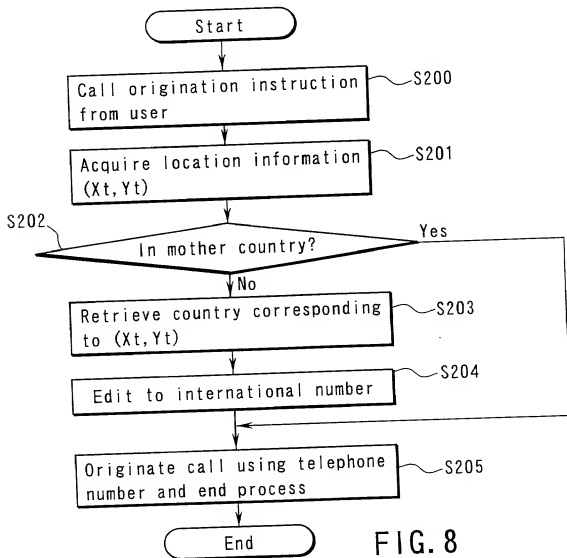 Start
Call origination instruction
from user
S200
Acquire location information
(Xt,Yt)
S201
S202
In mother country?
Yes
No
Retrieve country corresponding
to (Xt,Yt)
S203
Edit to international number
S204
Originate call using telephone
number and end process
S205
End
FIG. 8